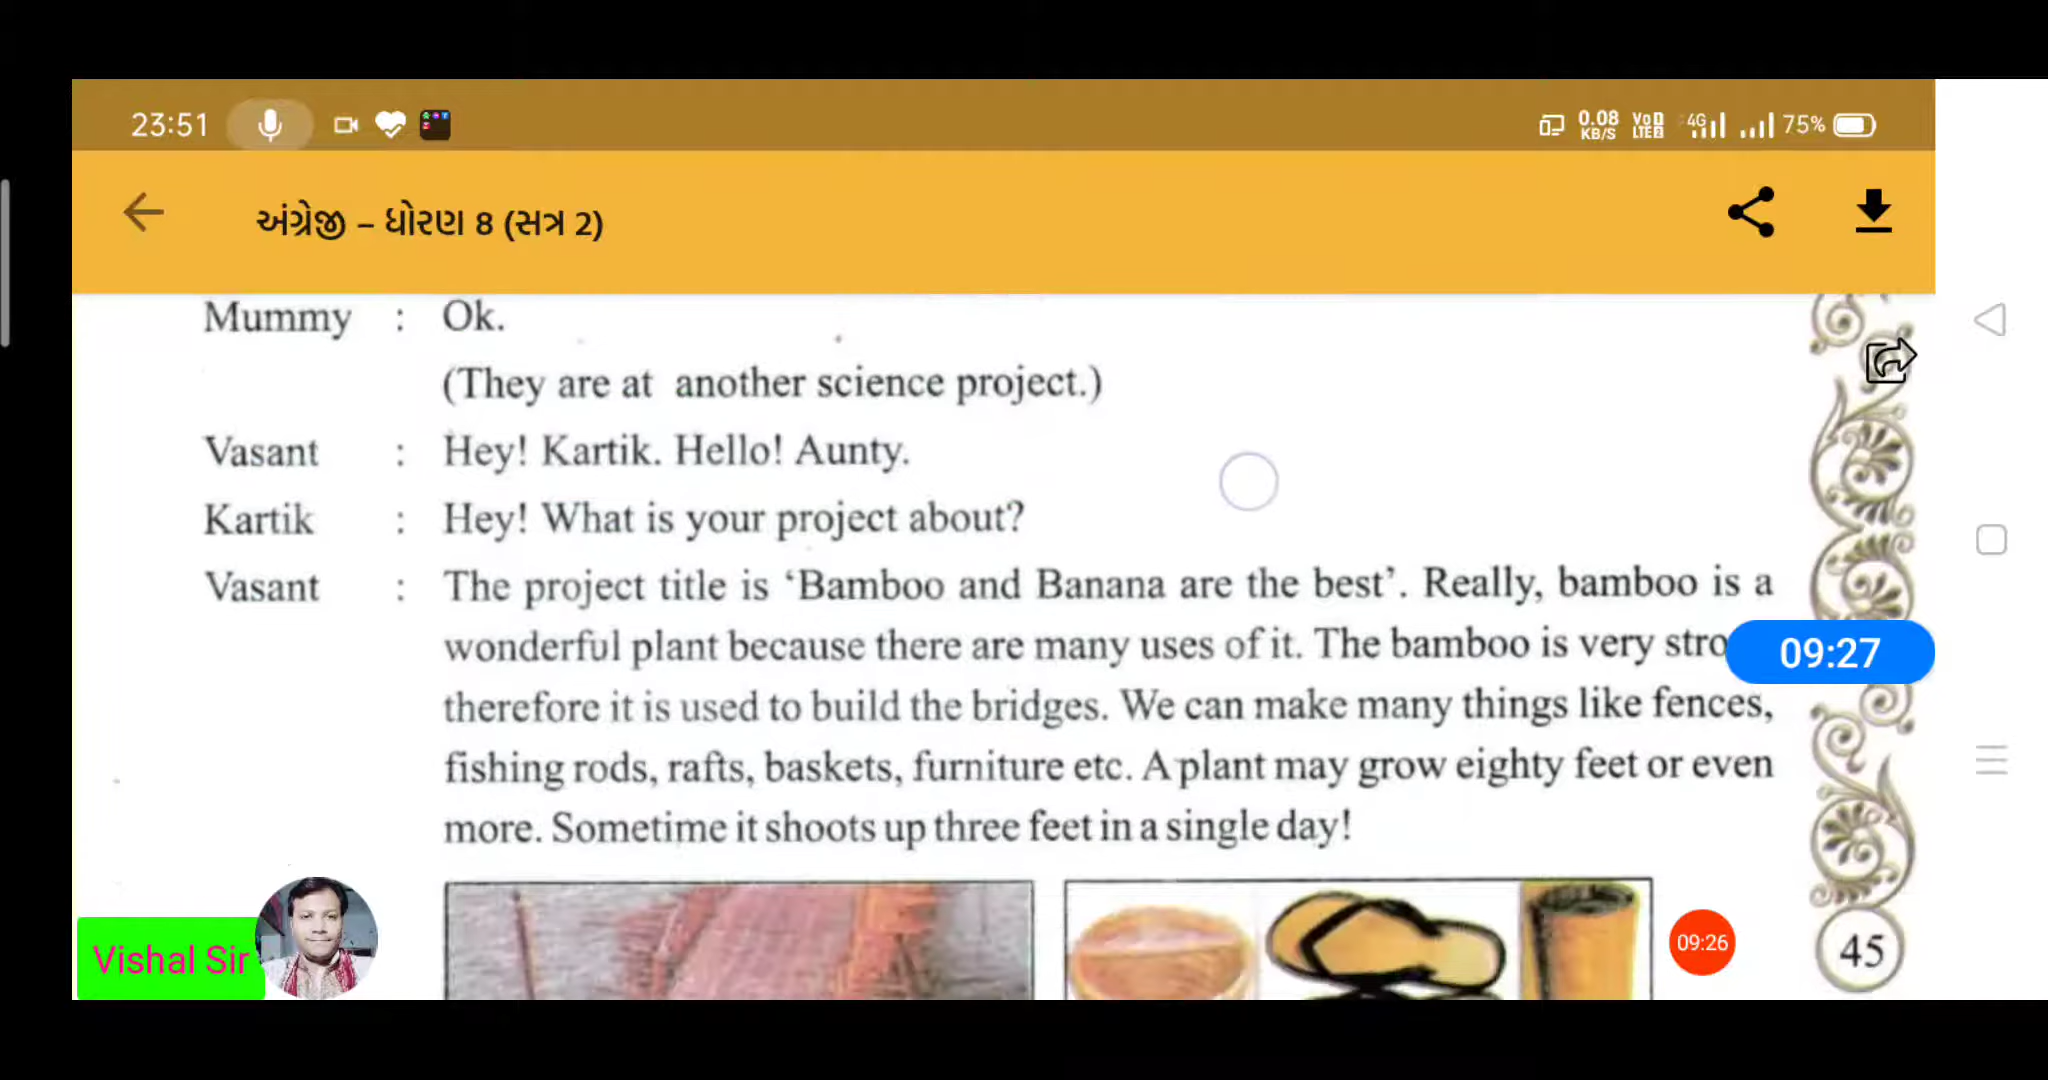 23:51
0.08 KB/S Vo LTE 2 4G 75%
અંગ્રેજી – ધોરણ 8 (સત્ર 2)
Mummy : Ok.
(They are at another science project.)
Vasant : Hey! Kartik. Hello! Aunty.
Kartik : Hey! What is your project about?
Vasant : The project title is ‘Bamboo and Banana are the best’. Really, bamboo is a
wonderful plant because there are many uses of it. The bamboo is very stro
09:27
therefore it is used to build the bridges. We can make many things like fences,
fishing rods, rafts, baskets, furniture etc. A plant may grow eighty feet or even
more. Sometime it shoots up three feet in a single day!
Vishal Sir
09:26
45